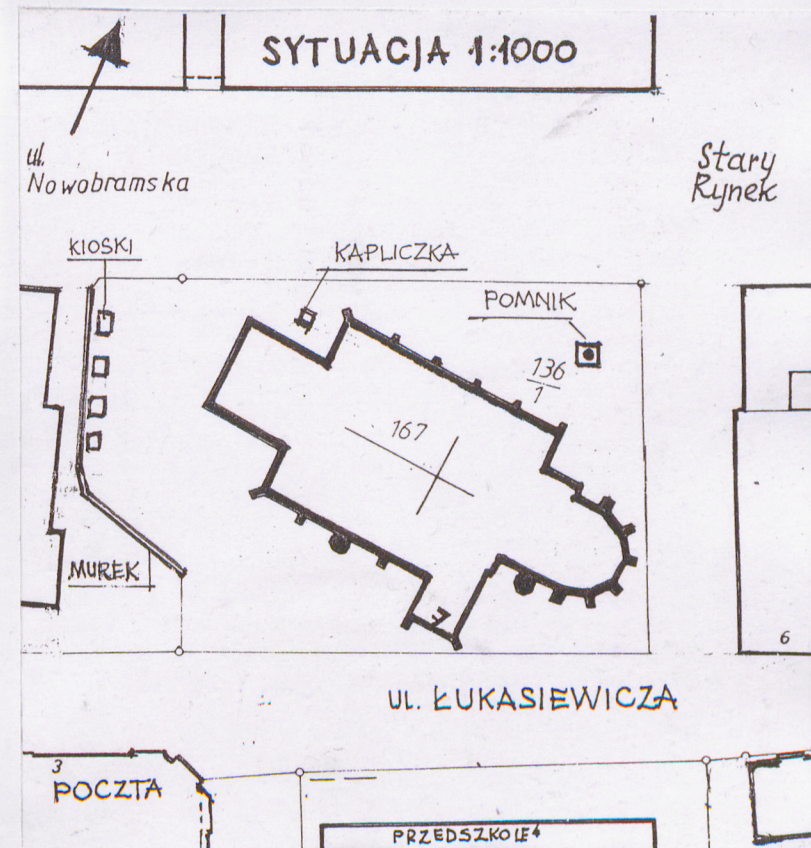 SYTUACJA 1:1000
ul.
Nowobramska
Stary
Rynek
KIOSKI
KAPLICZKA
POMNIK
136
1
167
MUREK
6
ul. ŁUKASIEWICZA
3
POCZTA
PRZEDSZKOLE 4